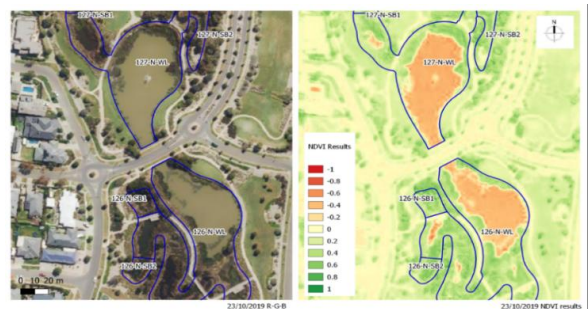 127-N-SB1
127-N-SB2
127-N-WL
126-N-SB1
126-N-WL
126-N-SB2
0 10 20 m
23/10/2019 R-G-B
127-N-SB1
N
127-N-SB2
127-N-WL
NDVI Results
-1
-0.8
-0.6
-0.4
-0.2
0
0.2
0.4
0.6
0.8
1
126-N-SB1
126-N-WL
126-N-SB2
23/10/2019 NDVI results